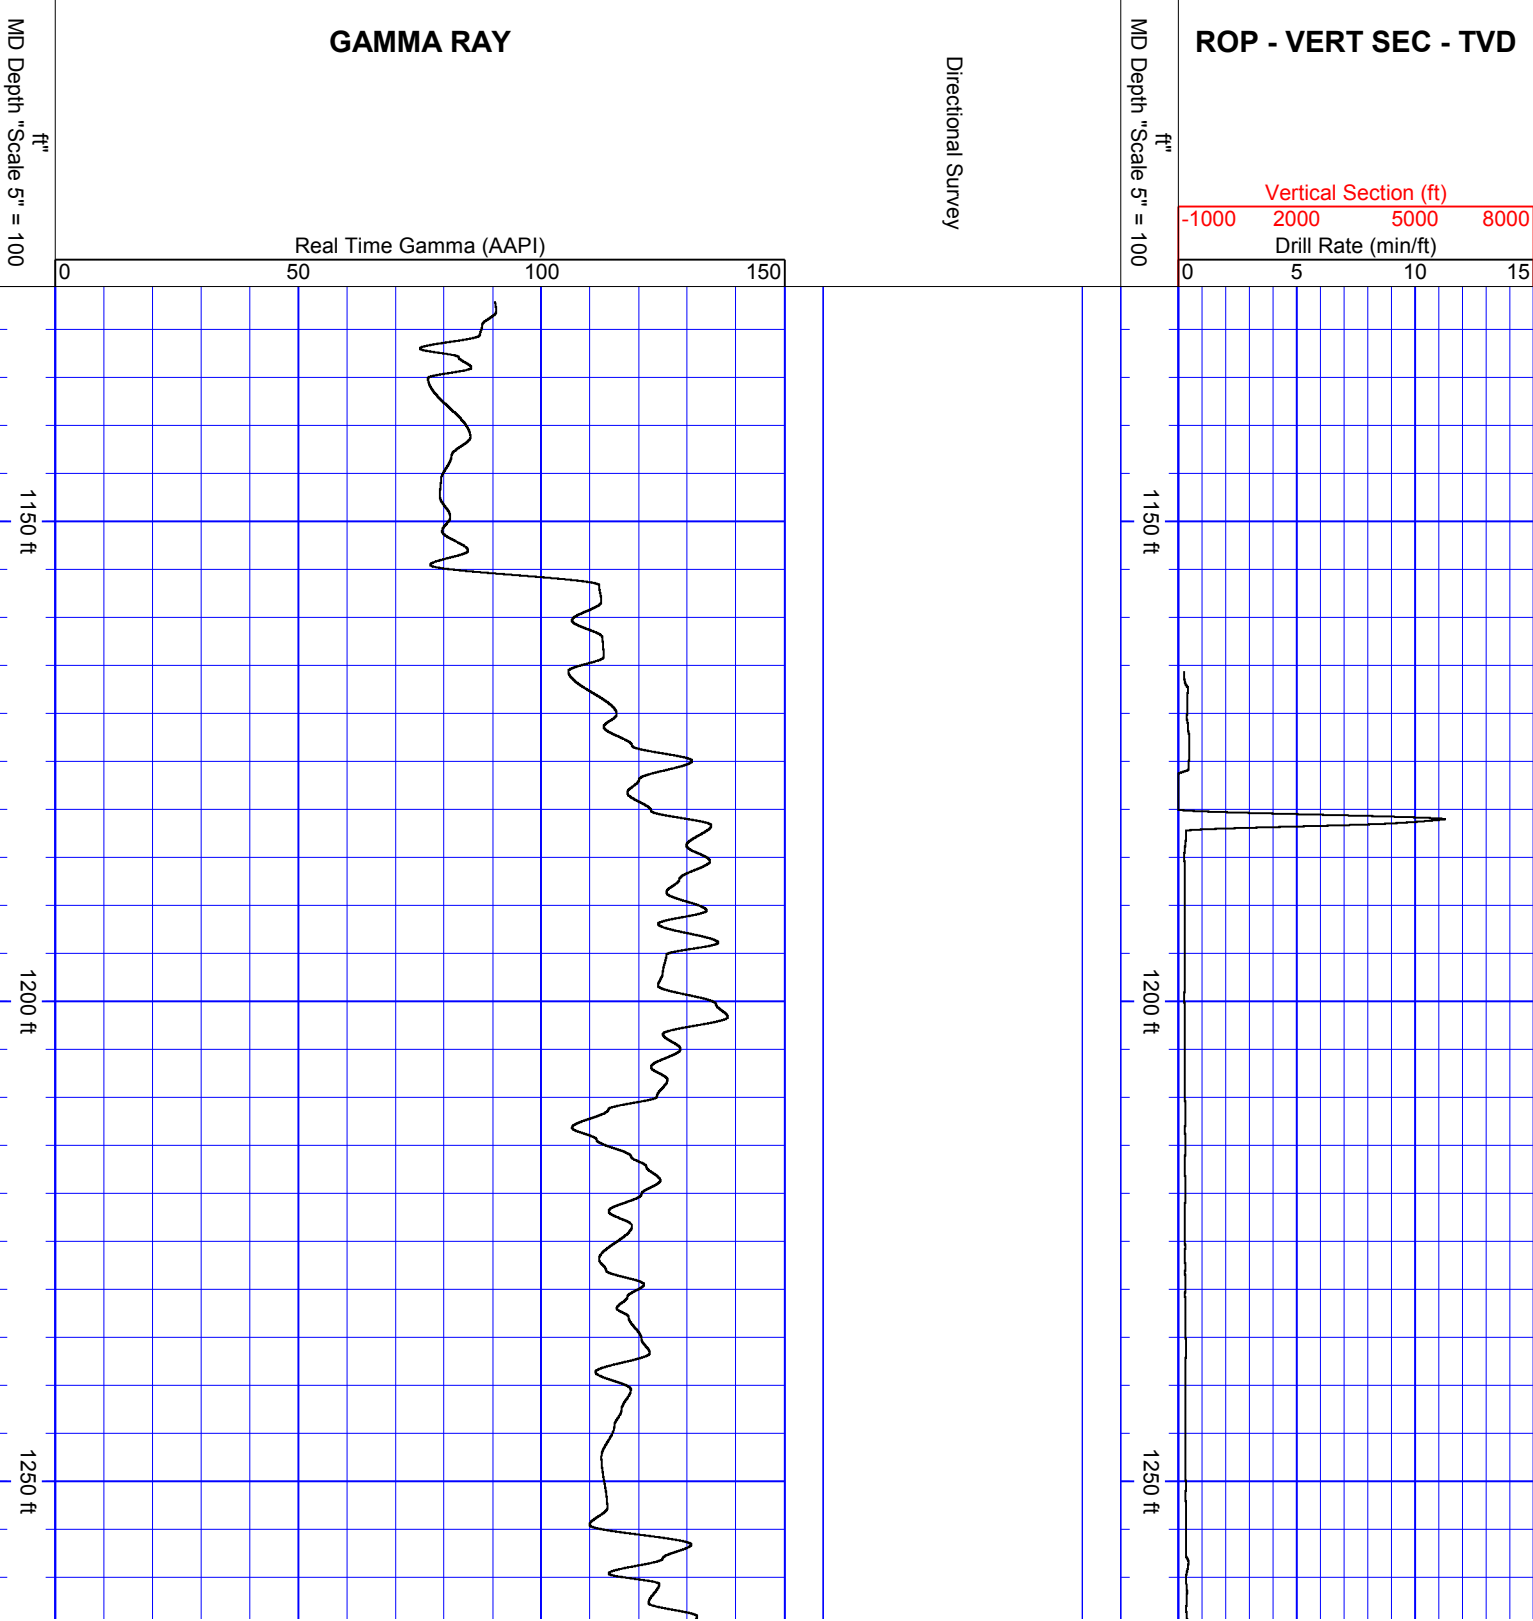 MD Depth "Scale 5" = 100
ft"
GAMMA RAY
Real Time Gamma (AAPI)
0 50 100 150
Directional Survey
MD Depth "Scale 5" = 100
ft"
ROP - VERT SEC - TVD
Vertical Section (ft)
-1000 2000 5000 8000
Drill Rate (min/ft)
0 5 10 15
1150 ft
1150 ft
1200 ft
1200 ft
1250 ft
1250 ft